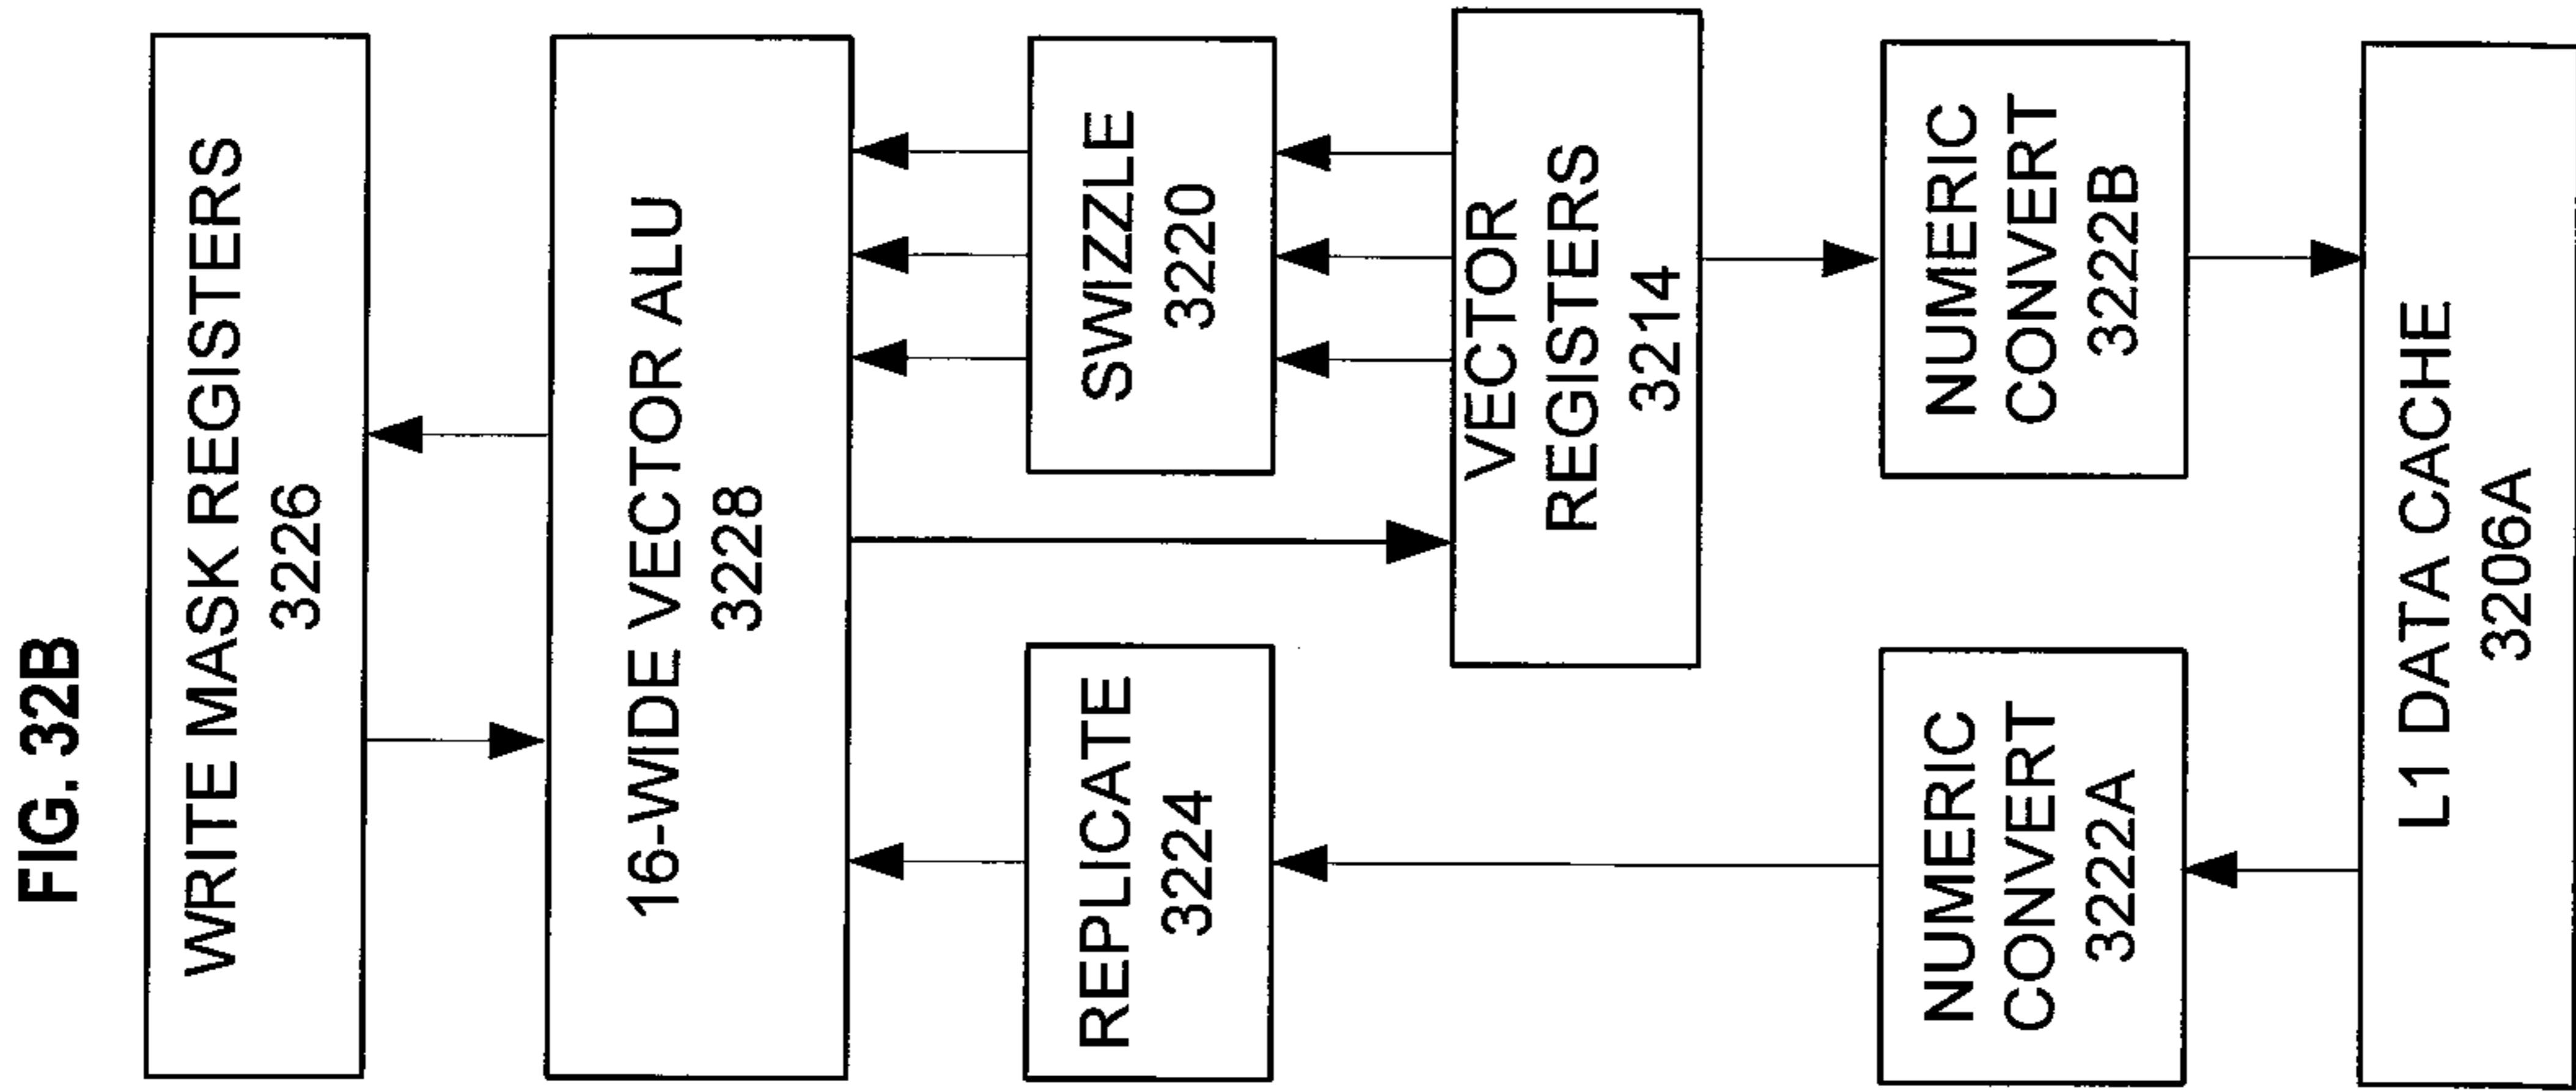 FIG. 32B
WRITE MASK REGISTERS
3226
16-WIDE VECTOR ALU
3228
REPLICATE
3224
SWIZZLE
3220
VECTOR
REGISTERS
3214
NUMERIC
CONVERT
3222A
NUMERIC
CONVERT
3222B
L1 DATA CACHE
3206A